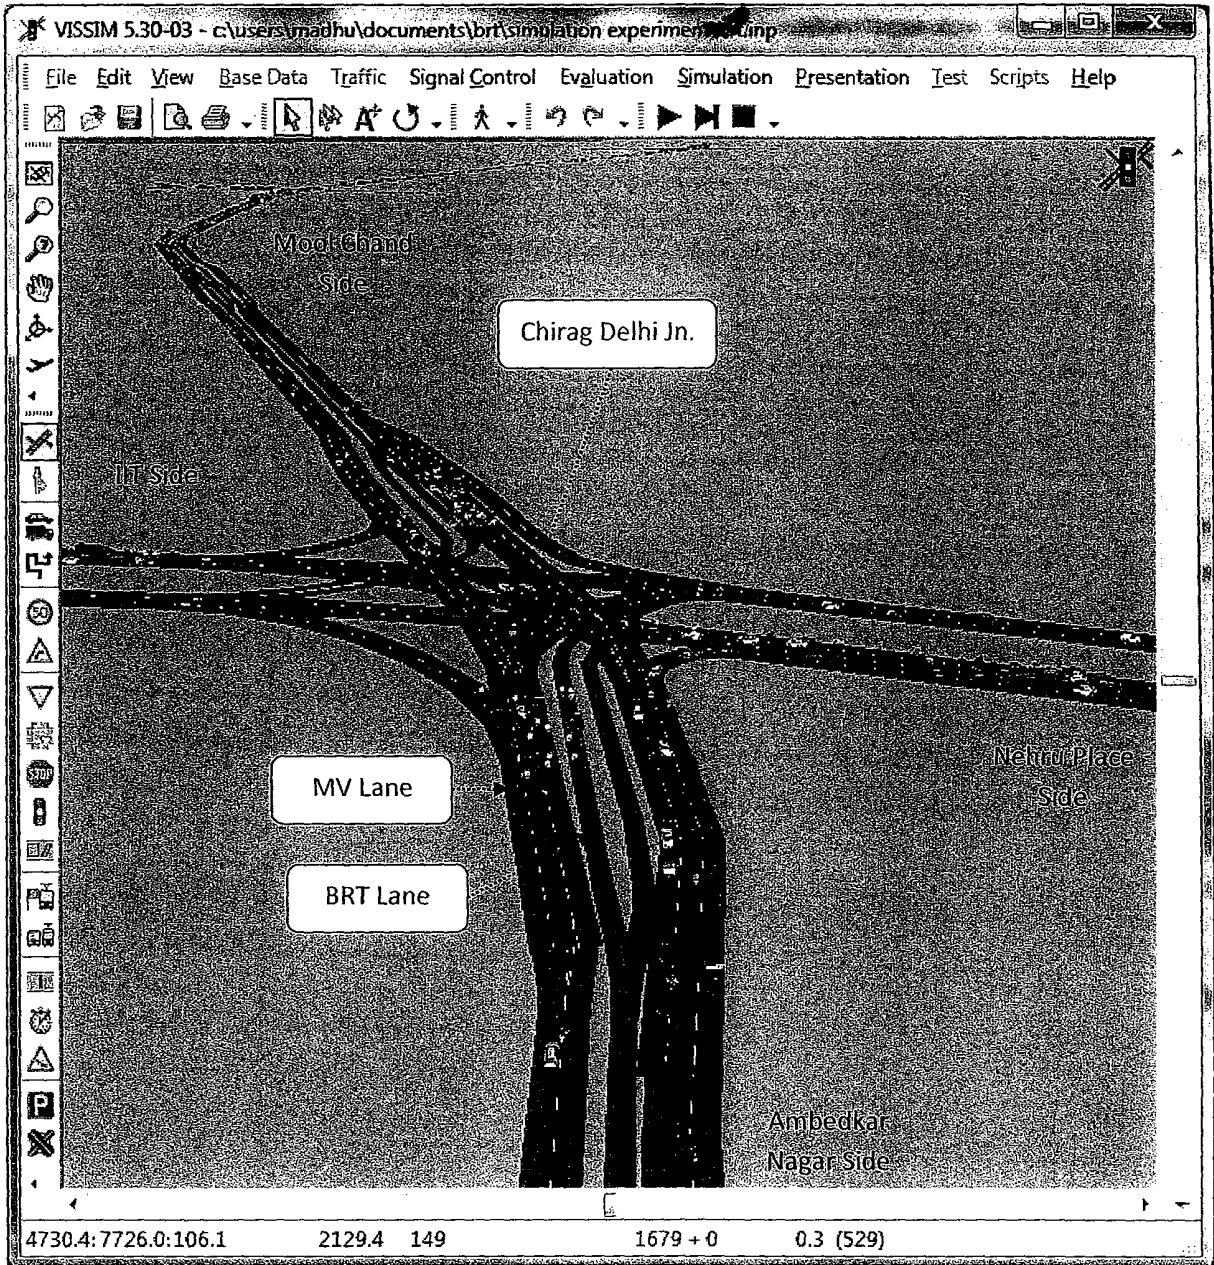 VISSIM 5.30-03 - c:\users\madhu\documents\brt\simulation
File Edit View Base Data Traffic Signal Control Evaluation Simulation Presentation Test Scripts Help
Mool Chand
Side
Chirag Delhi Jn.
IIT Side
50
STOP
MV Lane
Nehru Place
Side
BRT Lane
P
Ambedkar
Nagar Side
4730.4:7726.0:106.1 2129.4 149 1679 + 0 0.3 (529)